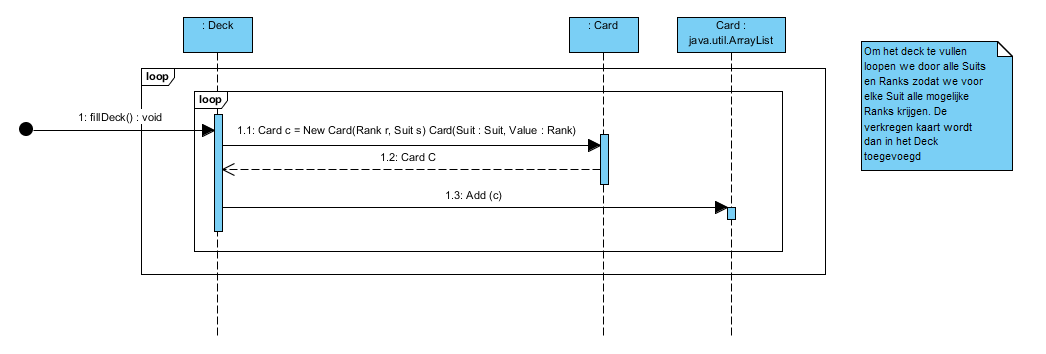 : Deck
: Card
Card :
java.util.ArrayList
loop
loop
1: fillDeck() : void
1.1: Card c = New Card(Rank r, Suit s) Card(Suit : Suit, Value : Rank)
1.2: Card C
1.3: Add (c)
Om het deck te vullen
loopen we door alle Suits
en Ranks zodat we voor
elke Suit alle mogelijke
Ranks krijgen. De
verkregen kaart wordt
dan in het Deck
toegevoegd